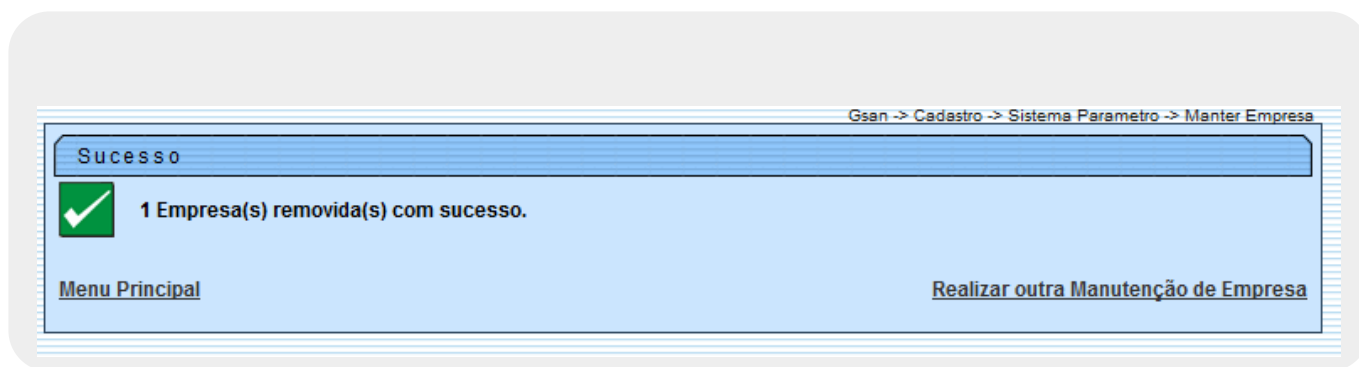 Gsan -> Cadastro -> Sistema Parametro -> Manter Empresa
Sucesso
1 Empresa(s) removida(s) com sucesso.
Menu Principal
Realizar outra Manutenção de Empresa